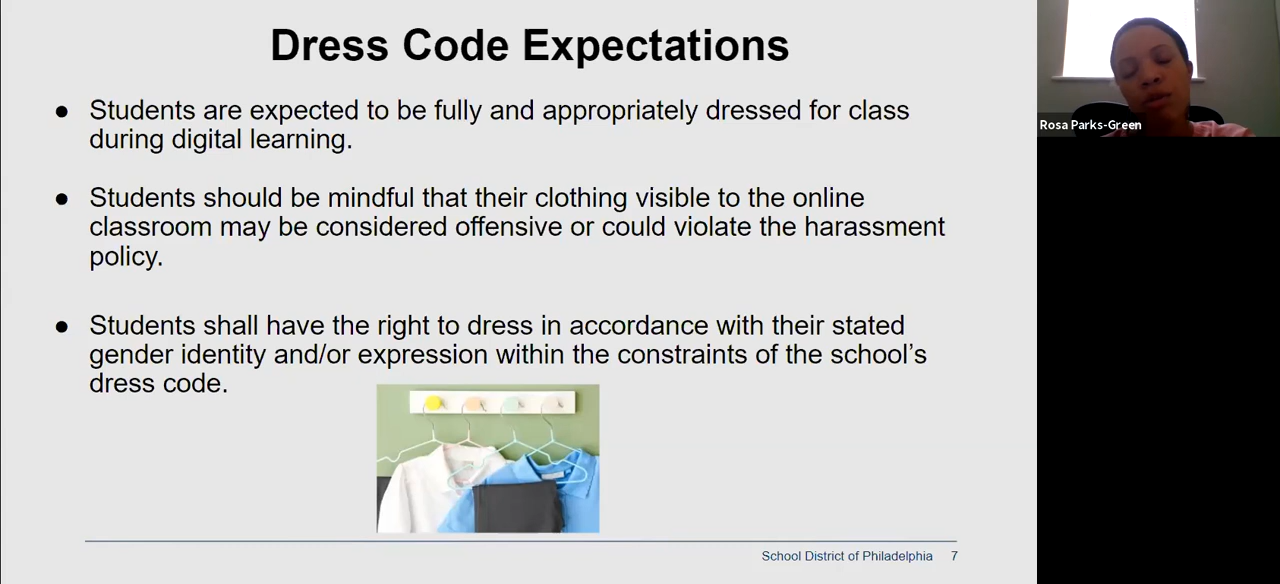 Dress Code Expectations
● Students are expected to be fully and appropriately dressed for class
during digital learning.
● Students should be mindful that their clothing visible to the online
classroom may be considered offensive or could violate the harassment
policy.
● Students shall have the right to dress in accordance with their stated
gender identity and/or expression within the constraints of the school’s
dress code.
School District of Philadelphia 7
Rosa Parks-Green